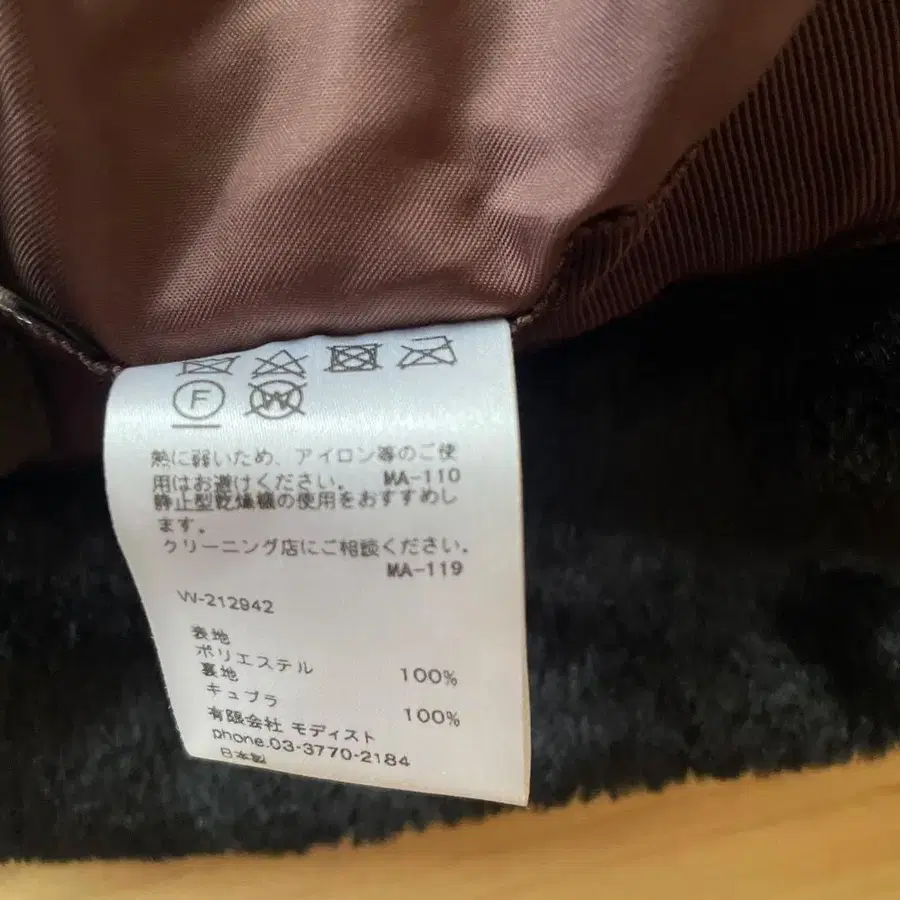 F W
熱に弱いため、アイロン等のご使
用はお避けください。 MA-110
静止型乾燥機の使用をおすすめし
ます。
クリーニング店にご相談ください。
MA-119
W-212942
表地
ポリエステル 100%
裏地
キュプラ 100%
有限会社 モディスト
phone.03-3770-2184
日本製